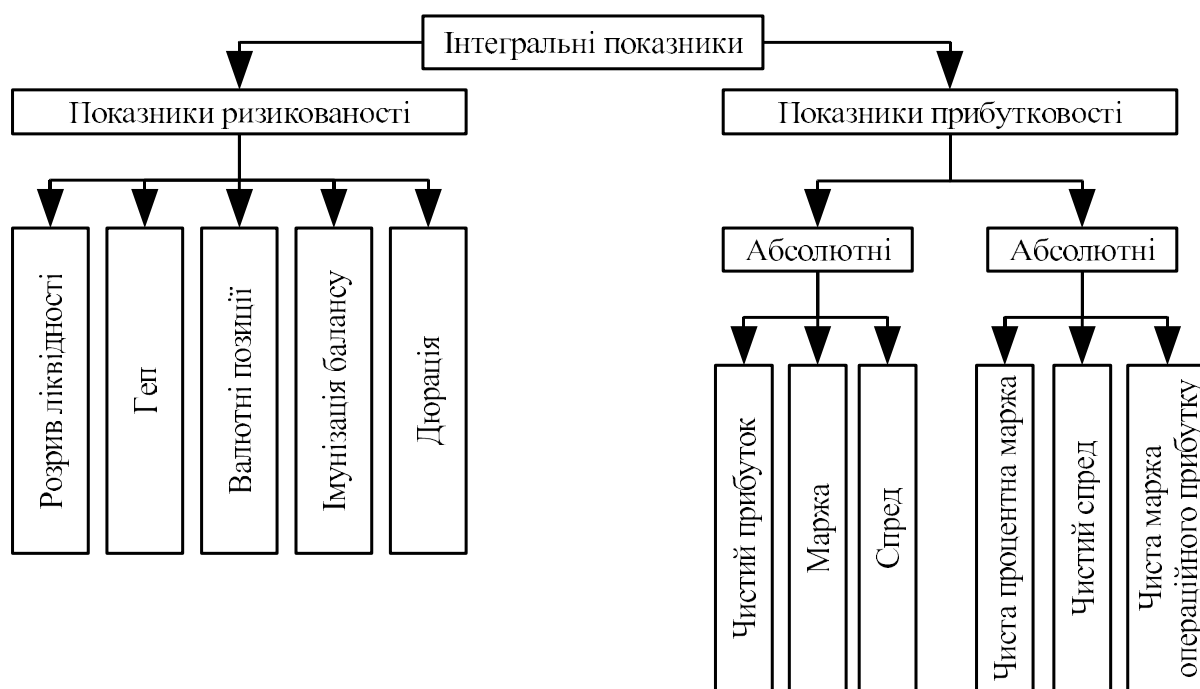 Інтегральні показники
Показники ризикованості
Показники прибутковості
Розрив ліквідності
Геп
Валютні позиції
Імунізація балансу
Дюрація
Абсолютні
Абсолютні
Чистий прибуток
Маржа
Спред
Чиста процентна маржа
Чистий спред
Чиста маржа
операційного прибутку